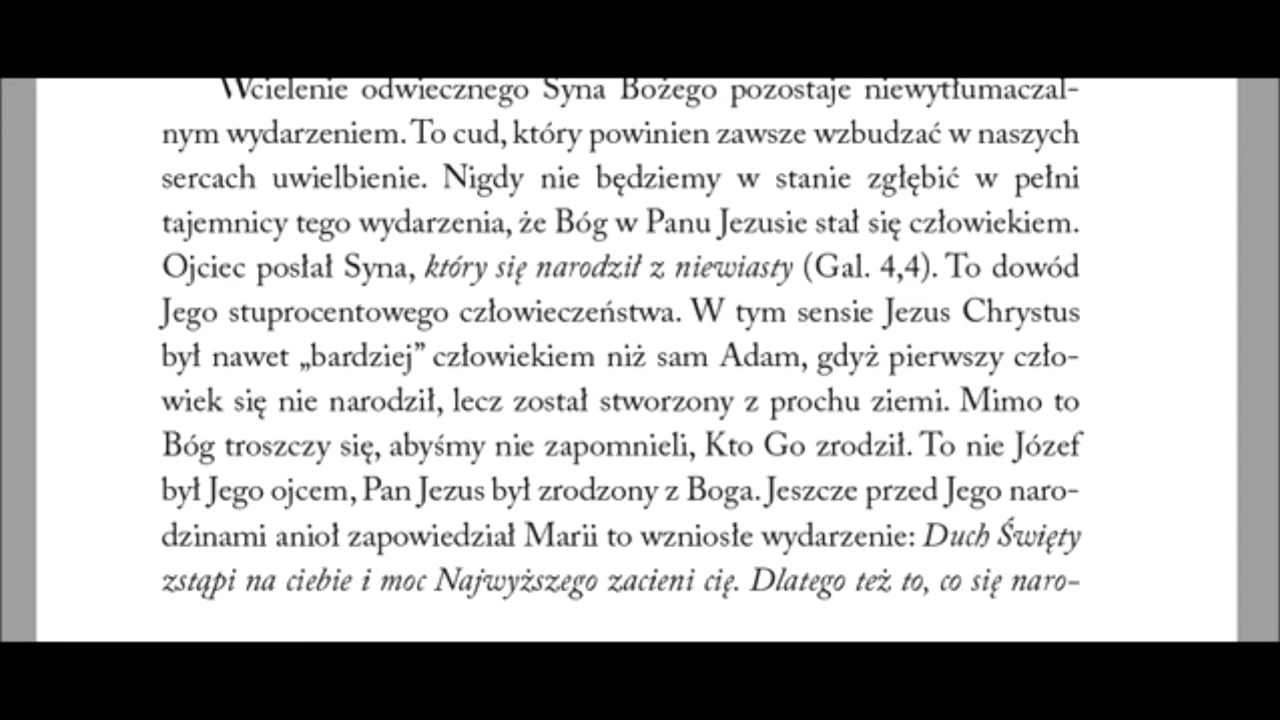 Wcielenie odwiecznego Syna Bożego pozostaje niewytłumaczal-
nym wydarzeniem. To cud, który powinien zawsze wzbudzać w naszych
sercach uwielbienie. Nigdy nie będziemy w stanie zgłębić w pełni
tajemnicy tego wydarzenia, że Bóg w Panu Jezusie stał się człowiekiem.
Ojciec posłał Syna, który się narodził z niewiasty (Gal. 4,4). To dowód
Jego stuprocentowego człowieczeństwa. W tym sensie Jezus Chrystus
był nawet „bardziej” człowiekiem niż sam Adam, gdyż pierwszy czło-
wiek się nie narodził, lecz został stworzony z prochu ziemi. Mimo to
Bóg troszczy się, abyśmy nie zapomnieli, Kto Go zrodził. To nie Józef
był Jego ojcem, Pan Jezus był zrodzony z Boga. Jeszcze przed Jego naro-
dzinami anioł zapowiedział Marii to wzniosłe wydarzenie: Duch Święty
zstąpi na ciebie i moc Najwyższego zacieni cię. Dlatego też to, co się naro-